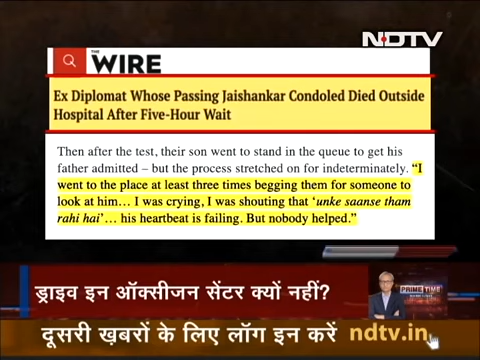 NDTV
THE
WIRE
Ex Diplomat Whose Passing Jaishankar Condoled Died Outside
Hospital After Five-Hour Wait
Then after the test, their son went to stand in the queue to get his
father admitted – but the process stretched on for indeterminately. “I
went to the place at least three times begging them for someone to
look at him… I was crying, I was shouting that ‘unke saanse tham
rahi hai’… his heartbeat is failing. But nobody helped.”
ड्राइव इन ऑक्सीजन सेंटर क्यों नहीं?
PRIME TIME
दूसरी ख़बरों के लिए लॉग इन करें ndtv.in